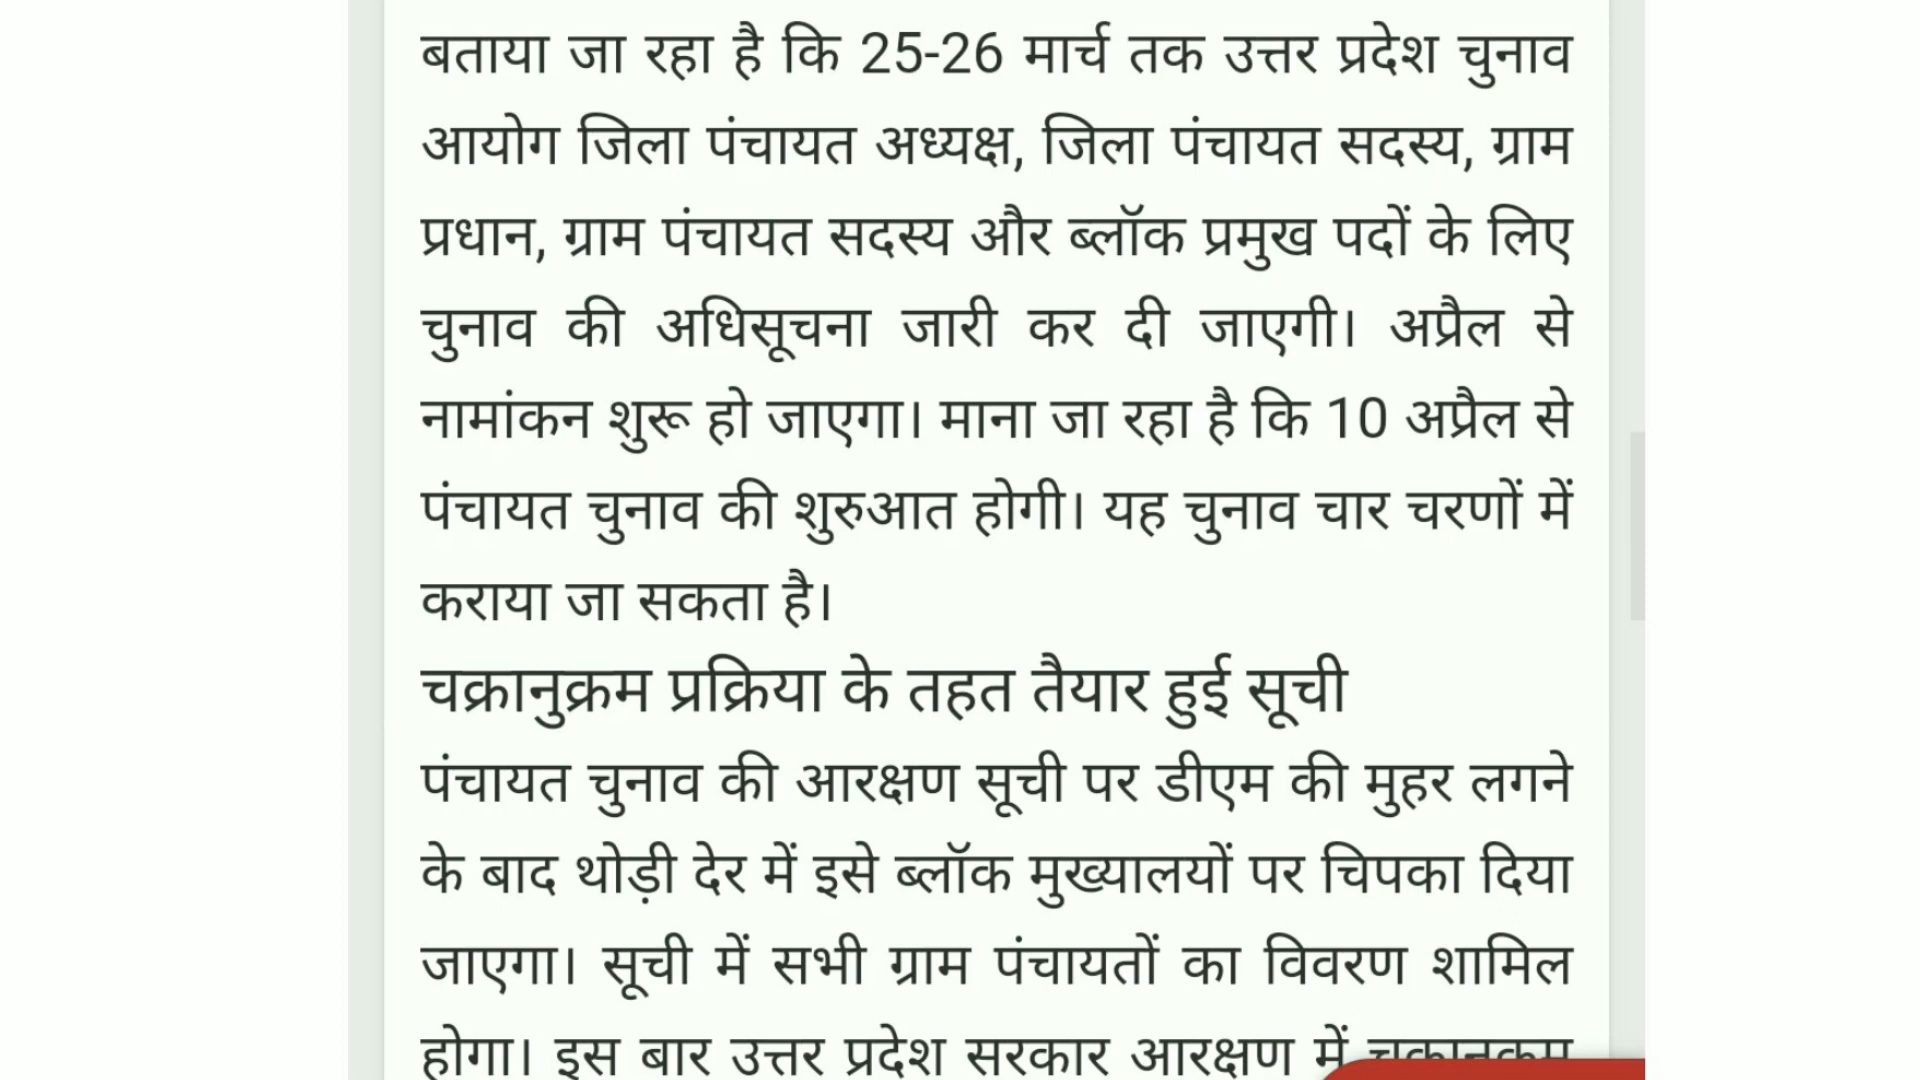 बताया जा रहा है कि 25-26 मार्च तक उत्तर प्रदेश चुनाव
आयोग जिला पंचायत अध्यक्ष, जिला पंचायत सदस्य, ग्राम
प्रधान, ग्राम पंचायत सदस्य और ब्लॉक प्रमुख पदों के लिए
चुनाव की अधिसूचना जारी कर दी जाएगी। अप्रैल से
नामांकन शुरू हो जाएगा। माना जा रहा है कि 10 अप्रैल से
पंचायत चुनाव की शुरुआत होगी। यह चुनाव चार चरणों में
कराया जा सकता है।
चक्रानुक्रम प्रक्रिया के तहत तैयार हुई सूची
पंचायत चुनाव की आरक्षण सूची पर डीएम की मुहर लगने
के बाद थोड़ी देर में इसे ब्लॉक मुख्यालयों पर चिपका दिया
जाएगा। सूची में सभी ग्राम पंचायतों का विवरण शामिल
होगा। इस बार उत्तर प्रदेश सरकार आरक्षण में